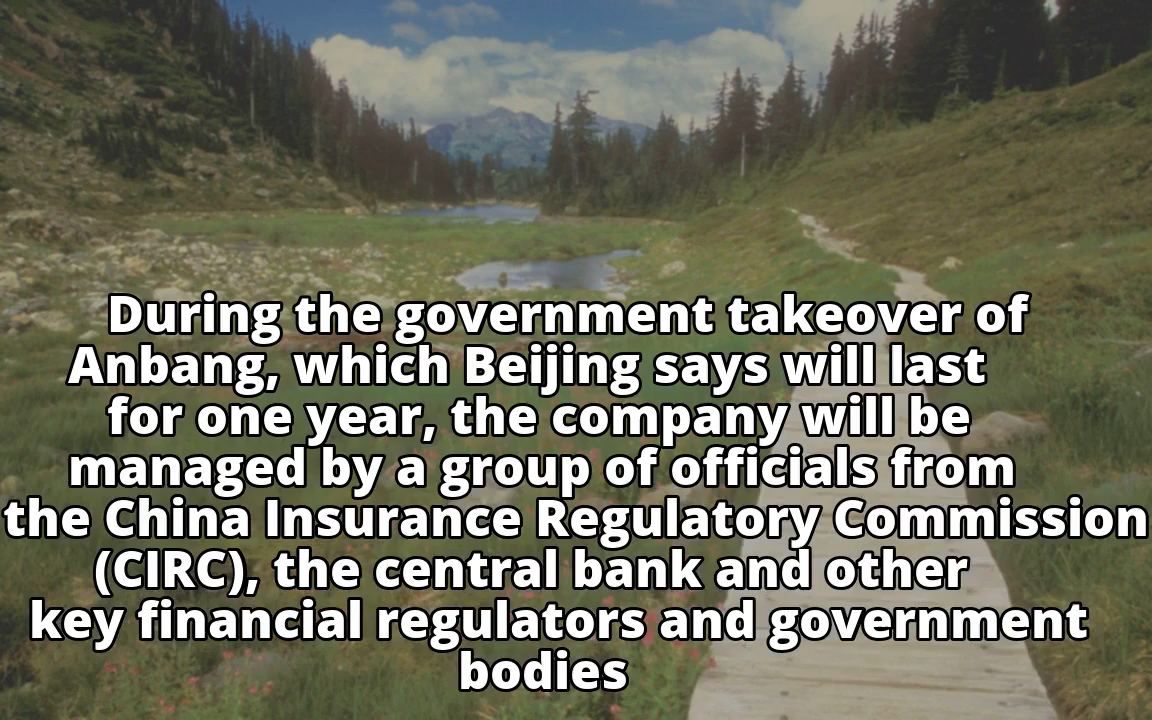 During the government takeover of
Anbang, which Beijing says will last
for one year, the company will be
managed by a group of officials from
the China Insurance Regulatory Commission
(CIRC), the central bank and other
key financial regulators and government
bodies